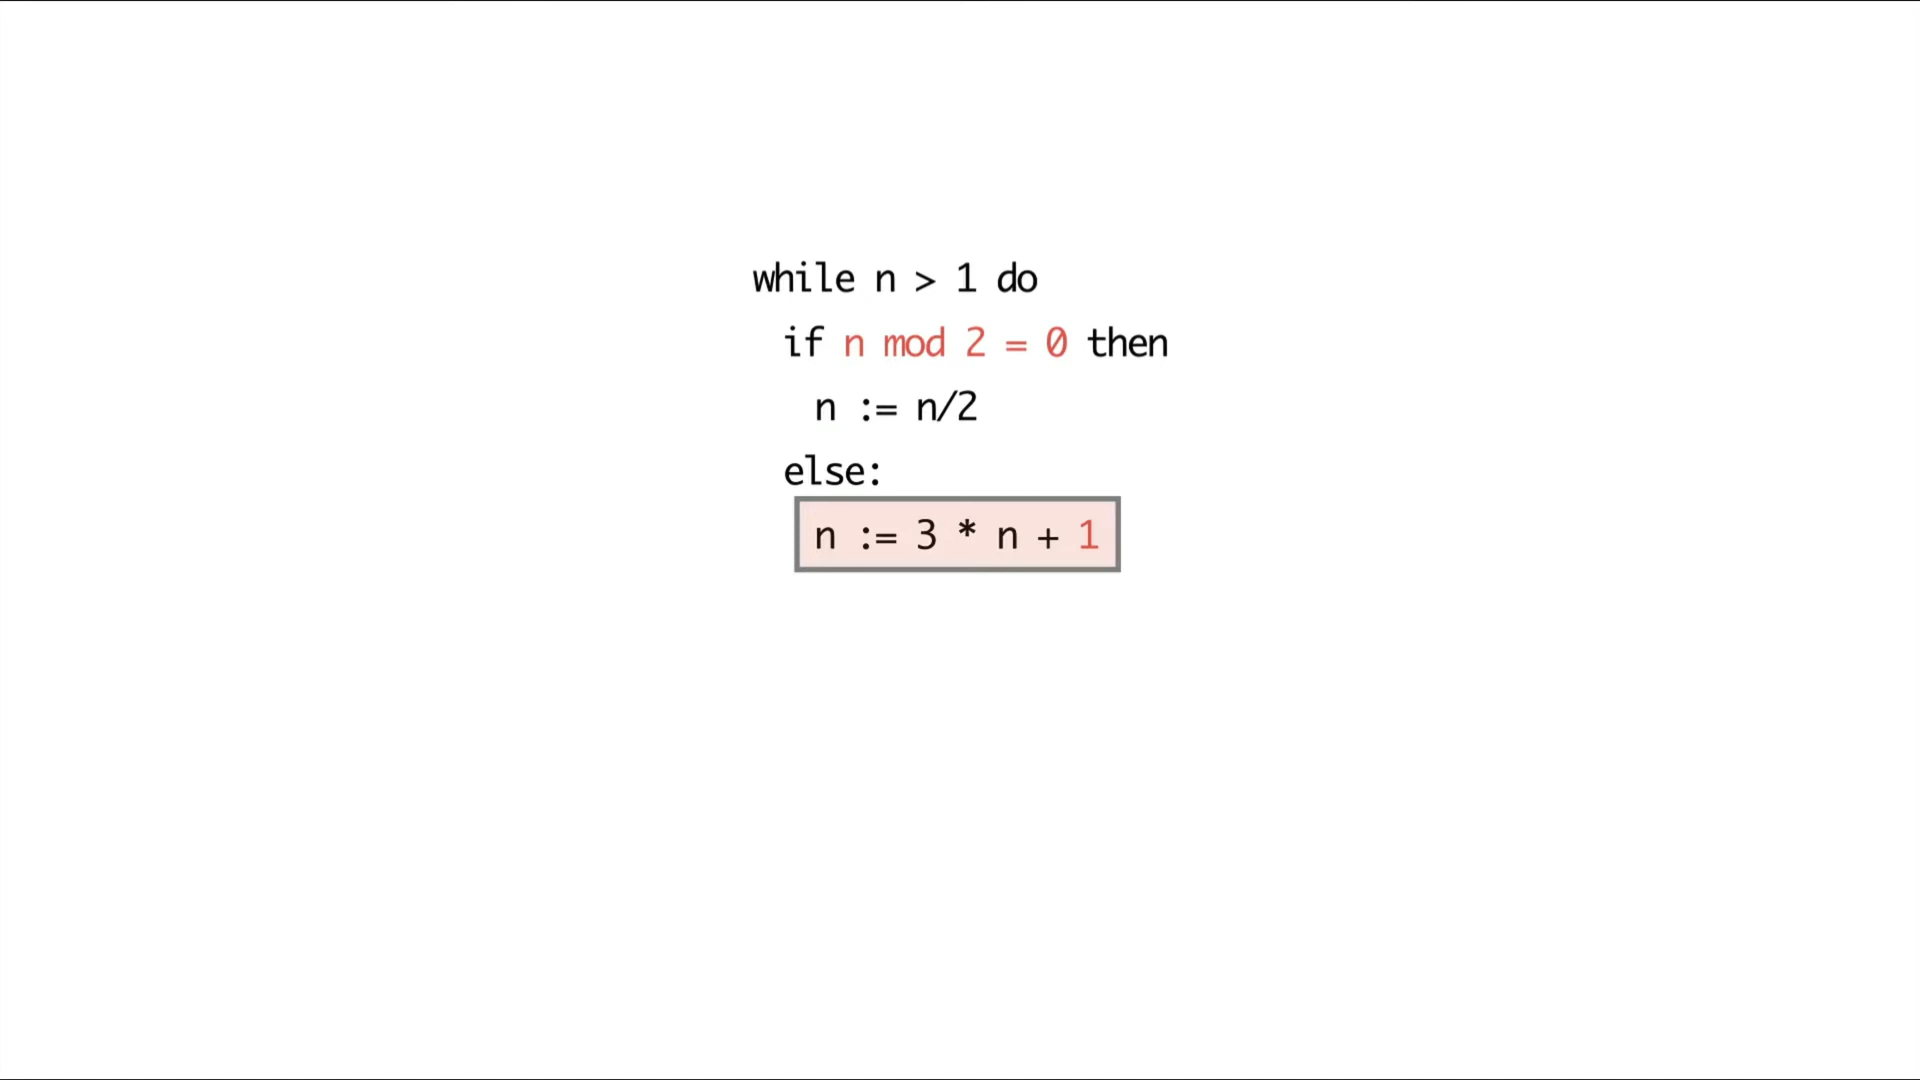 while n > 1 do
if n mod 2 = 0 then
n := n/2
else:
n := 3 * n + 1